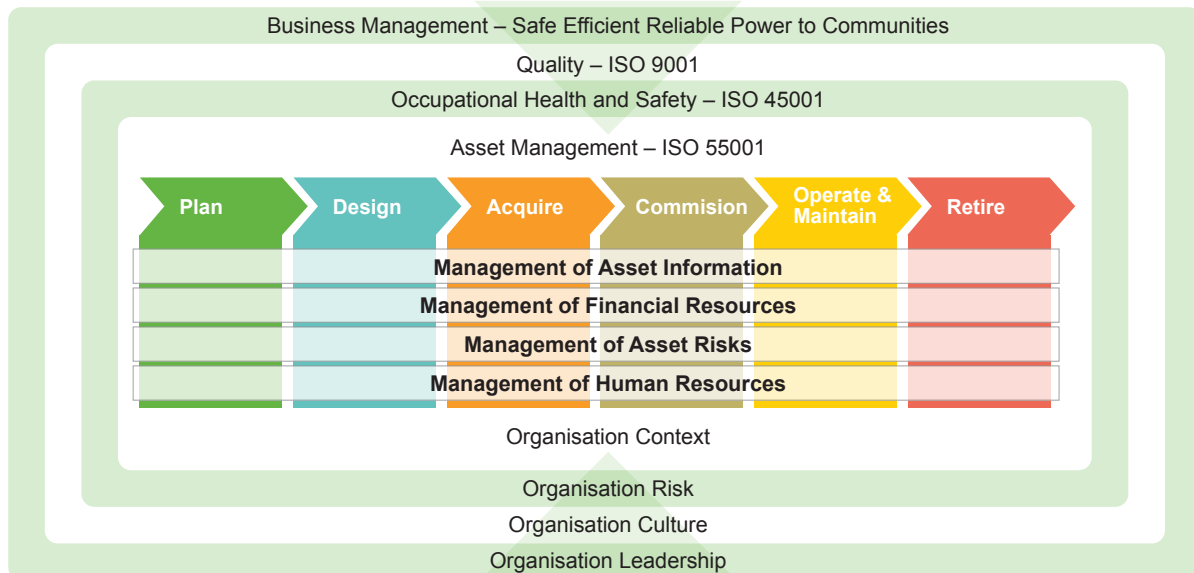 Business Management – Safe Efficient Reliable Power to Communities
Quality – ISO 9001
Occupational Health and Safety – ISO 45001
Asset Management – ISO 55001
Plan
Design
Acquire
Commision
Operate &
Maintain
Retire
Management of Asset Information
Management of Financial Resources
Management of Asset Risks
Management of Human Resources
Organisation Context
Organisation Risk
Organisation Culture
Organisation Leadership